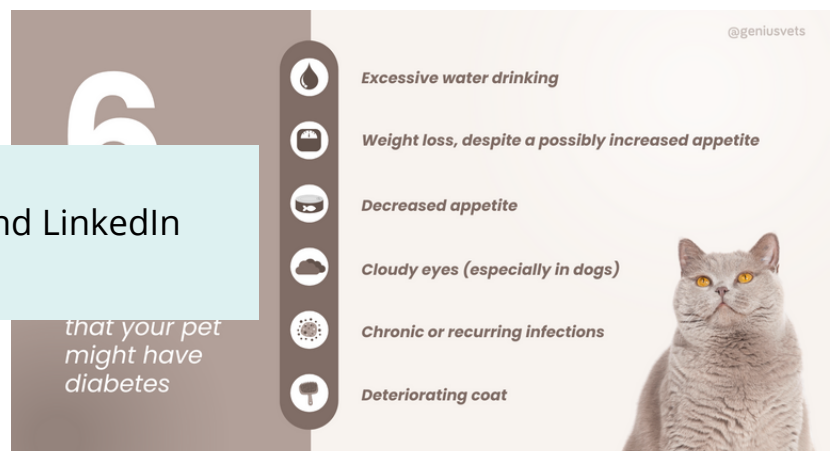 @geniusvets
6
nd LinkedIn
that your pet
might have
diabetes
Excessive water drinking
Weight loss, despite a possibly increased appetite
Decreased appetite
Cloudy eyes (especially in dogs)
Chronic or recurring infections
Deteriorating coat